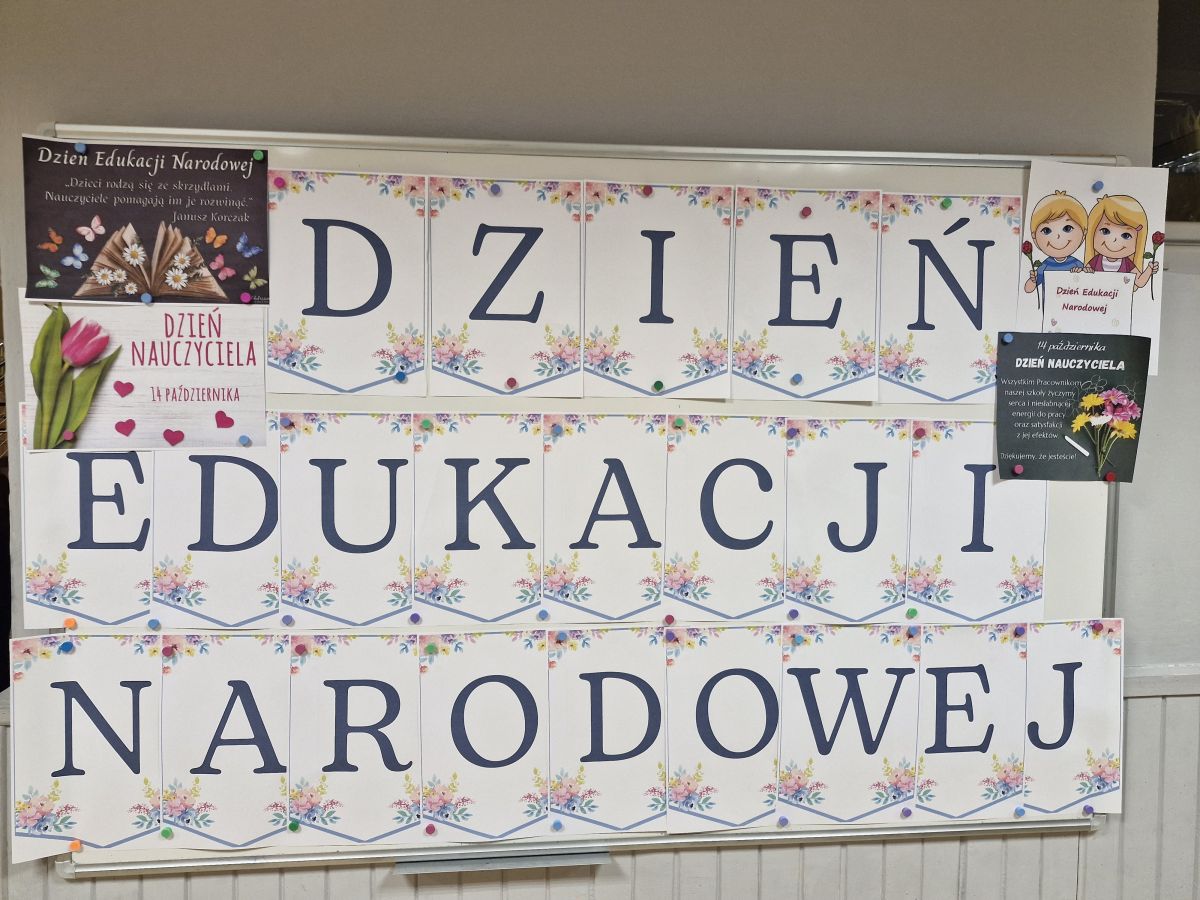 Dzień Edukacji Narodowej
„Dzieci rodzą się ze skrzydłami.
Nauczyciele pomagają im je rozwinąć."
Janusz Korczak
DZIEŃ
NAUCZYCIELA
14 PAŹDZIERNIKA
DZIEŃ
EDUKACJI
NARODOWEJ
Dzień Edukacji
Narodowej
14 października
DZIEŃ NAUCZYCIELA
Wszystkim Pracownikom
naszej szkoły życzymy
serca i niesłabnącej
energii do pracy
oraz satysfakcji
z jej efektów.
Dziękujemy, że jesteście!